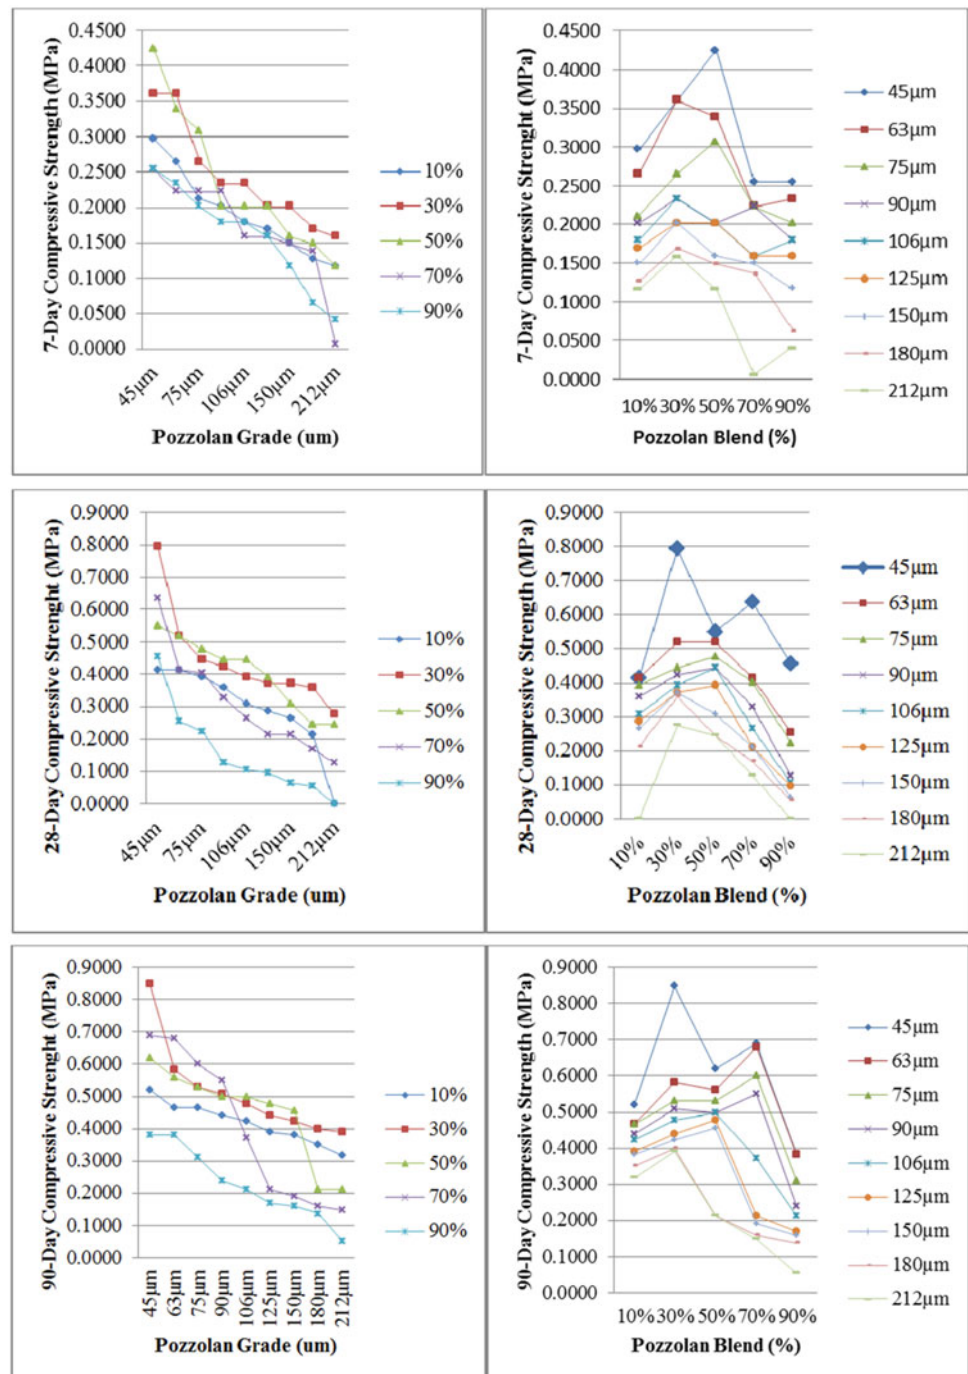 7-Day Compressive Strenght (MPa)
0.4500
0.4000
0.3500
0.3000
0.2500
0.2000
0.1500
0.1000
0.0500
0.0000
45µm
75µm
106µm
150µm
212µm
Pozzolan Grade (um)
10%
30%
50%
70%
90%
7-Day Compressive Strenght (MPa)
0.4500
0.4000
0.3500
0.3000
0.2500
0.2000
0.1500
0.1000
0.0500
0.0000
10% 30% 50% 70% 90%
Pozzolan Blend (%)
45µm
63µm
75µm
90µm
106µm
125µm
150µm
180µm
212µm
28-Day Compressive Strenght (MPa)
0.9000
0.8000
0.7000
0.6000
0.5000
0.4000
0.3000
0.2000
0.1000
0.0000
45µm
75µm
106µm
150µm
212µm
Pozzolan Grade (um)
10%
30%
50%
70%
90%
28-Day Compressive Strength (MPa)
0.9000
0.8000
0.7000
0.6000
0.5000
0.4000
0.3000
0.2000
0.1000
0.0000
10%
30%
50%
70%
90%
Pozzolan Blend (%)
45µm
63µm
75µm
90µm
106µm
125µm
150µm
180µm
212µm
90-Day Compressive Strenght (MPa)
0.9000
0.8000
0.7000
0.6000
0.5000
0.4000
0.3000
0.2000
0.1000
0.0000
45µm
63µm
75µm
90µm
106µm
125µm
150µm
180µm
212µm
Pozzolan Grade (um)
10%
30%
50%
70%
90%
90-Day Compressive Strength (MPa)
0.9000
0.8000
0.7000
0.6000
0.5000
0.4000
0.3000
0.2000
0.1000
0.0000
10% 30% 50% 70% 90%
Pozzolan Blend (%)
45µm
63µm
75µm
90µm
106µm
125µm
150µm
180µm
212µm